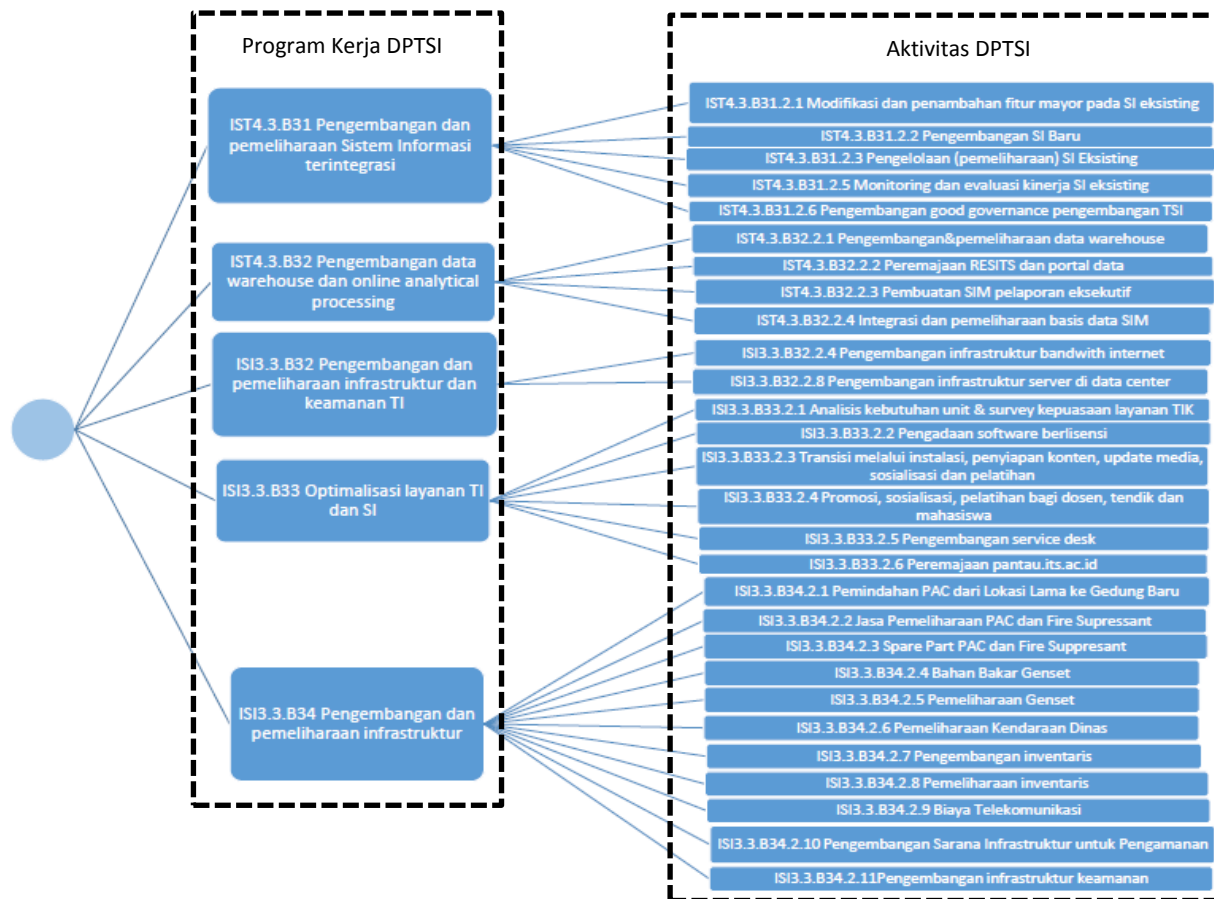 Program Kerja DPTSI
Aktivitas DPTSI
IST4.3.B31 Pengembangan dan
pemeliharaan Sistem Informasi
terintegrasi
IST4.3.B32 Pengembangan data
warehouse dan online analytical
processing
ISI3.3.B32 Pengembangan dan
pemeliharaan infrastruktur dan
keamanan TI
ISI3.3.B33 Optimalisasi layanan TI
dan SI
ISI3.3.B34 Pengembangan dan
pemeliharaan infrastruktur
IST4.3.B31.2.1 Modifikasi dan penambahan fitur mayor pada SI eksisting
IST4.3.B31.2.2 Pengembangan SI Baru
IST4.3.B31.2.3 Pengelolaan (pemeliharaan) SI Eksisting
IST4.3.B31.2.5 Monitoring dan evaluasi kinerja SI eksisting
IST4.3.B31.2.6 Pengembangan good governance pengembangan TSI
IST4.3.B32.2.1 Pengembangan&pemeliharaan data warehouse
IST4.3.B32.2.2 Peremajaan RESITS dan portal data
IST4.3.B32.2.3 Pembuatan SIM pelaporan eksekutif
IST4.3.B32.2.4 Integrasi dan pemeliharaan basis data SIM
ISI3.3.B32.2.4 Pengembangan infrastruktur bandwith internet
ISI3.3.B32.2.8 Pengembangan infrastruktur server di data center
ISI3.3.B33.2.1 Analisis kebutuhan unit & survey kepuasaan layanan TIK
ISI3.3.B33.2.2 Pengadaan software berlisensi
ISI3.3.B33.2.3 Transisi melalui instalasi, penyiapan konten, update media,
sosialisasi dan pelatihan
ISI3.3.B33.2.4 Promosi, sosialisasi, pelatihan bagi dosen, tendik dan
mahasiswa
ISI3.3.B33.2.5 Pengembangan service desk
ISI3.3.B33.2.6 Peremajaan pantau.its.ac.id
ISI3.3.B34.2.1 Pemindahan PAC dari Lokasi Lama ke Gedung Baru
ISI3.3.B34.2.2 Jasa Pemeliharaan PAC dan Fire Supressant
ISI3.3.B34.2.3 Spare Part PAC dan Fire Suppresant
ISI3.3.B34.2.4 Bahan Bakar Genset
ISI3.3.B34.2.5 Pemeliharaan Genset
ISI3.3.B34.2.6 Pemeliharaan Kendaraan Dinas
ISI3.3.B34.2.7 Pengembangan inventaris
ISI3.3.B34.2.8 Pemeliharaan inventaris
ISI3.3.B34.2.9 Biaya Telekomunikasi
ISI3.3.B34.2.10 Pengembangan Sarana Infrastruktur untuk Pengamanan
ISI3.3.B34.2.11Pengembangan infrastruktur keamanan